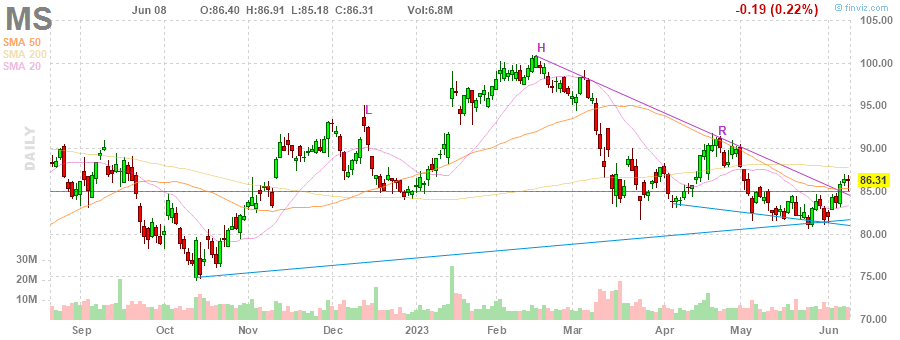 MS Jun 08 O:86.40 H:86.91 L:85.18 C:86.31 Vol:6.8M -0.19 (0.22%) © finviz.com
SMA 50
SMA 200
SMA 20
DAILY
H
L
R
105.00
100.00
95.00
90.00
86.31
85.00
80.00
75.00
70.00
30M
20M
10M
Sep Oct Nov Dec 2023 Feb Mar Apr May Jun